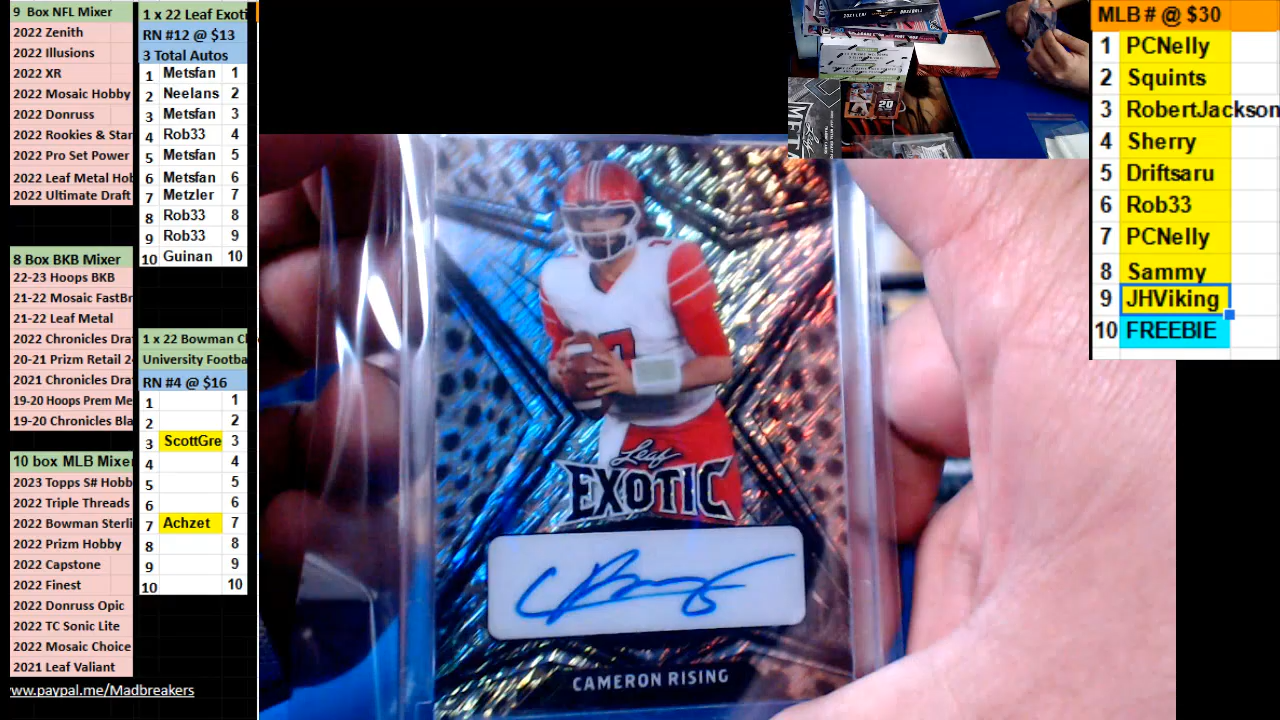 9 Box NFL Mixer
2022 Zenith
2022 Illusions
2022 XR
2022 Mosaic Hobby
2022 Donruss
2022 Rookies & Star
2022 Pro Set Power
2022 Leaf Metal Hob
2022 Ultimate Draft
8 Box BKB Mixer
22-23 Hoops BKB
21-22 Mosaic FastBr
21-22 Leaf Metal
2022 Chronicles Dra
20-21 Prizm Retail 2
2021 Chronicles Dra
19-20 Hoops Prem Me
19-20 Chronicles Bla
10 box MLB Mixer
2023 Topps S# Hobb
2022 Triple Threads
2022 Bowman Sterli
2022 Prizm Hobby
2022 Capstone
2022 Finest
2022 Donruss Opic
2022 TC Sonic Lite
2022 Mosaic Choice
2021 Leaf Valiant
ww.paypal.me/Madbreakers
1 x 22 Leaf Exoti
RN #12 @ $13
3 Total Autos
1 Metsfan 1
2 Neelans 2
3 Metsfan 3
4 Rob33 4
5 Metsfan 5
6 Metsfan 6
7 Metzler 7
8 Rob33 8
9 Rob33 9
10 Guinan 10
1 x 22 Bowman C
University Footba
RN #4 @ $16
1 1
2 2
3 ScottGre 3
4 4
5 5
6 6
7 Achzet 7
8 8
9 9
10 10
Leaf
EXOTIC
CAMERON RISING
20
MLB # @ $30
1 PCNelly
2 Squints
3 RobertJackson
4 Sherry
5 Driftsaru
6 Rob33
7 PCNelly
8 Sammy
9 JHViking
10 FREEBIE